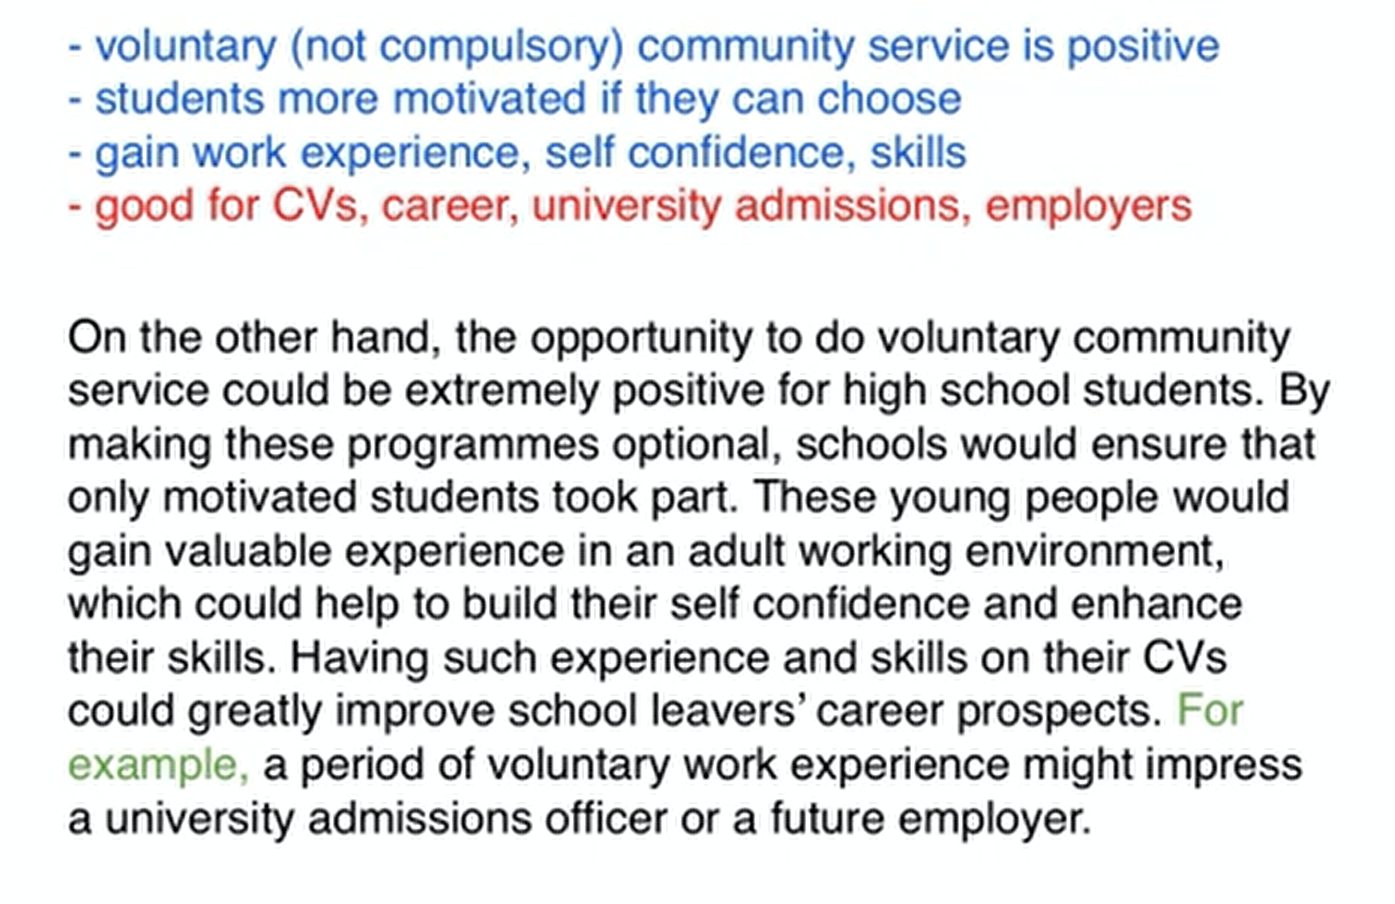 - voluntary (not compulsory) community service is positive
- students more motivated if they can choose
- gain work experience, self confidence, skills
- good for CVs, career, university admissions, employers
On the other hand, the opportunity to do voluntary community
service could be extremely positive for high school students. By
making these programmes optional, schools would ensure that
only motivated students took part. These young people would
gain valuable experience in an adult working environment,
which could help to build their self confidence and enhance
their skills. Having such experience and skills on their CVs
could greatly improve school leavers’ career prospects. For
example, a period of voluntary work experience might impress
a university admissions officer or a future employer.